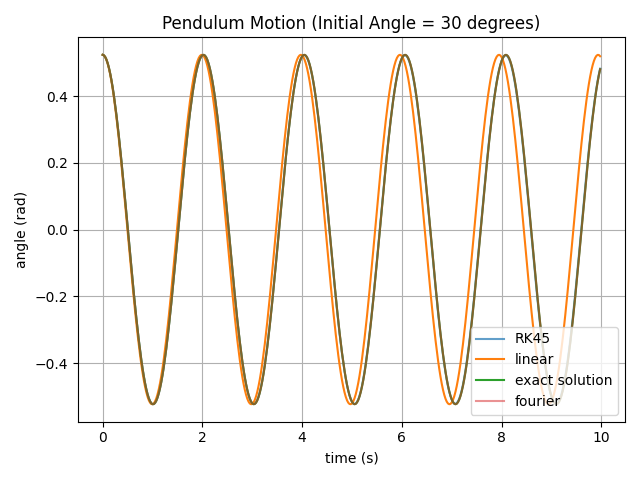 Pendulum Motion (Initial Angle = 30 degrees)
angle (rad)
0.4
0.2
0.0
−0.2
−0.4
RK45
linear
exact solution
fourier
0 2 4 6 8 10
time (s)